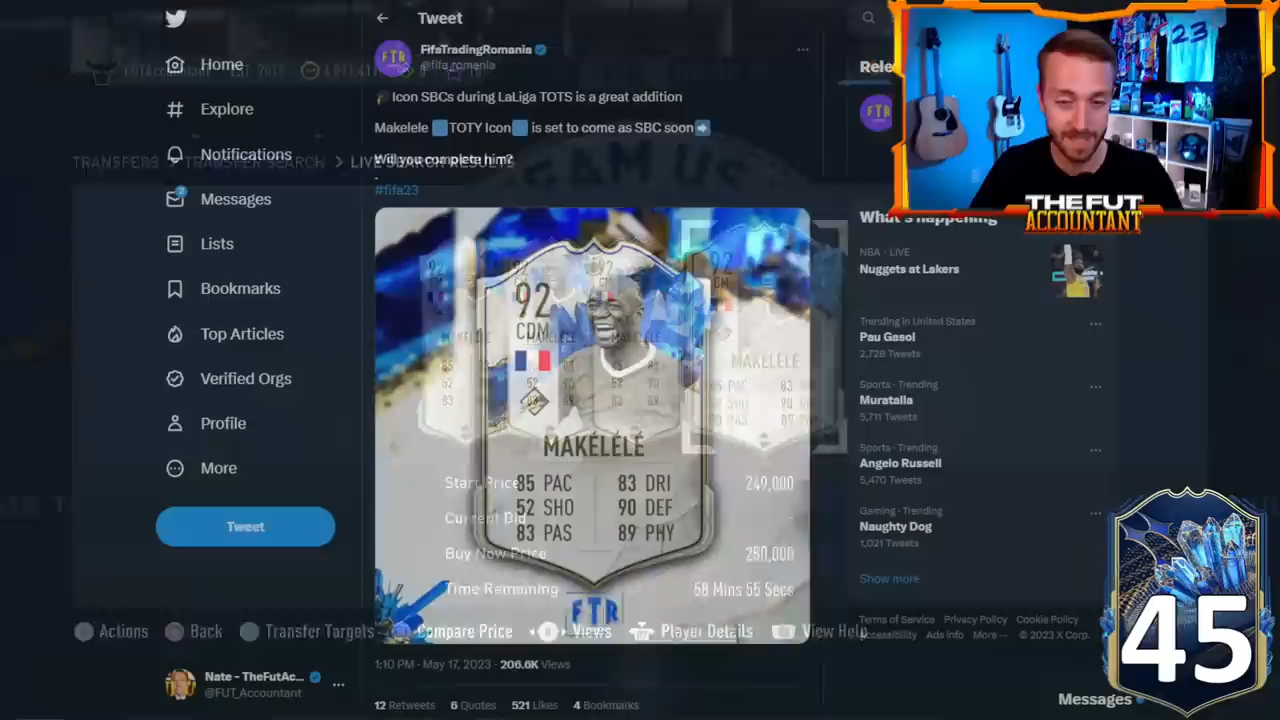 Home
Explore
Notifications
Messages
Lists
Bookmarks
Top Articles
Verified Orgs
Profile
More
Tweet
Nate - TheFutAc...
@FUT_Accountant
TRANSFERS > TRANSFER SEARCH > LIVE SEARCH RESULTS
Tweet
FTR
FifaTradingRomania
@fifa_romania
Icon SBCs during LaLiga TOTS is a great addition
Makelele TOTY Icon is set to come as SBC soon
Will you complete him?
#fifa23
92
CDM
MAKÉLÉLÉ
85 PAC 83 DRI
52 SHO 90 DEF
83 PAS 89 PHY
FTR
92
CM
MAKÉLÉLÉ
Start Price 249,000
Current Bid
Buy Now Price 250,000
Time Remaining 58 Mins 55 Secs
Actions Back Transfer Targets Compare Price Views Player Details View Help
1:10 PM · May 17, 2023 · 206.6K Views
12 Retweets 6 Quotes 521 Likes 4 Bookmarks
Rele
FTR
23
THE FUT
ACCOUNTANT
What's happening
NBA · LIVE
Nuggets at Lakers
Trending in United States
Pau Gasol
2,728 Tweets
Sports · Trending
Muratalla
5,711 Tweets
Sports · Trending
Angelo Russell
5,470 Tweets
Gaming · Trending
Naughty Dog
1,021 Tweets
Show more
Terms of Service Privacy Policy Cookie Policy
Accessibility Ads info More ··· © 2023 X Corp.
Messages
45